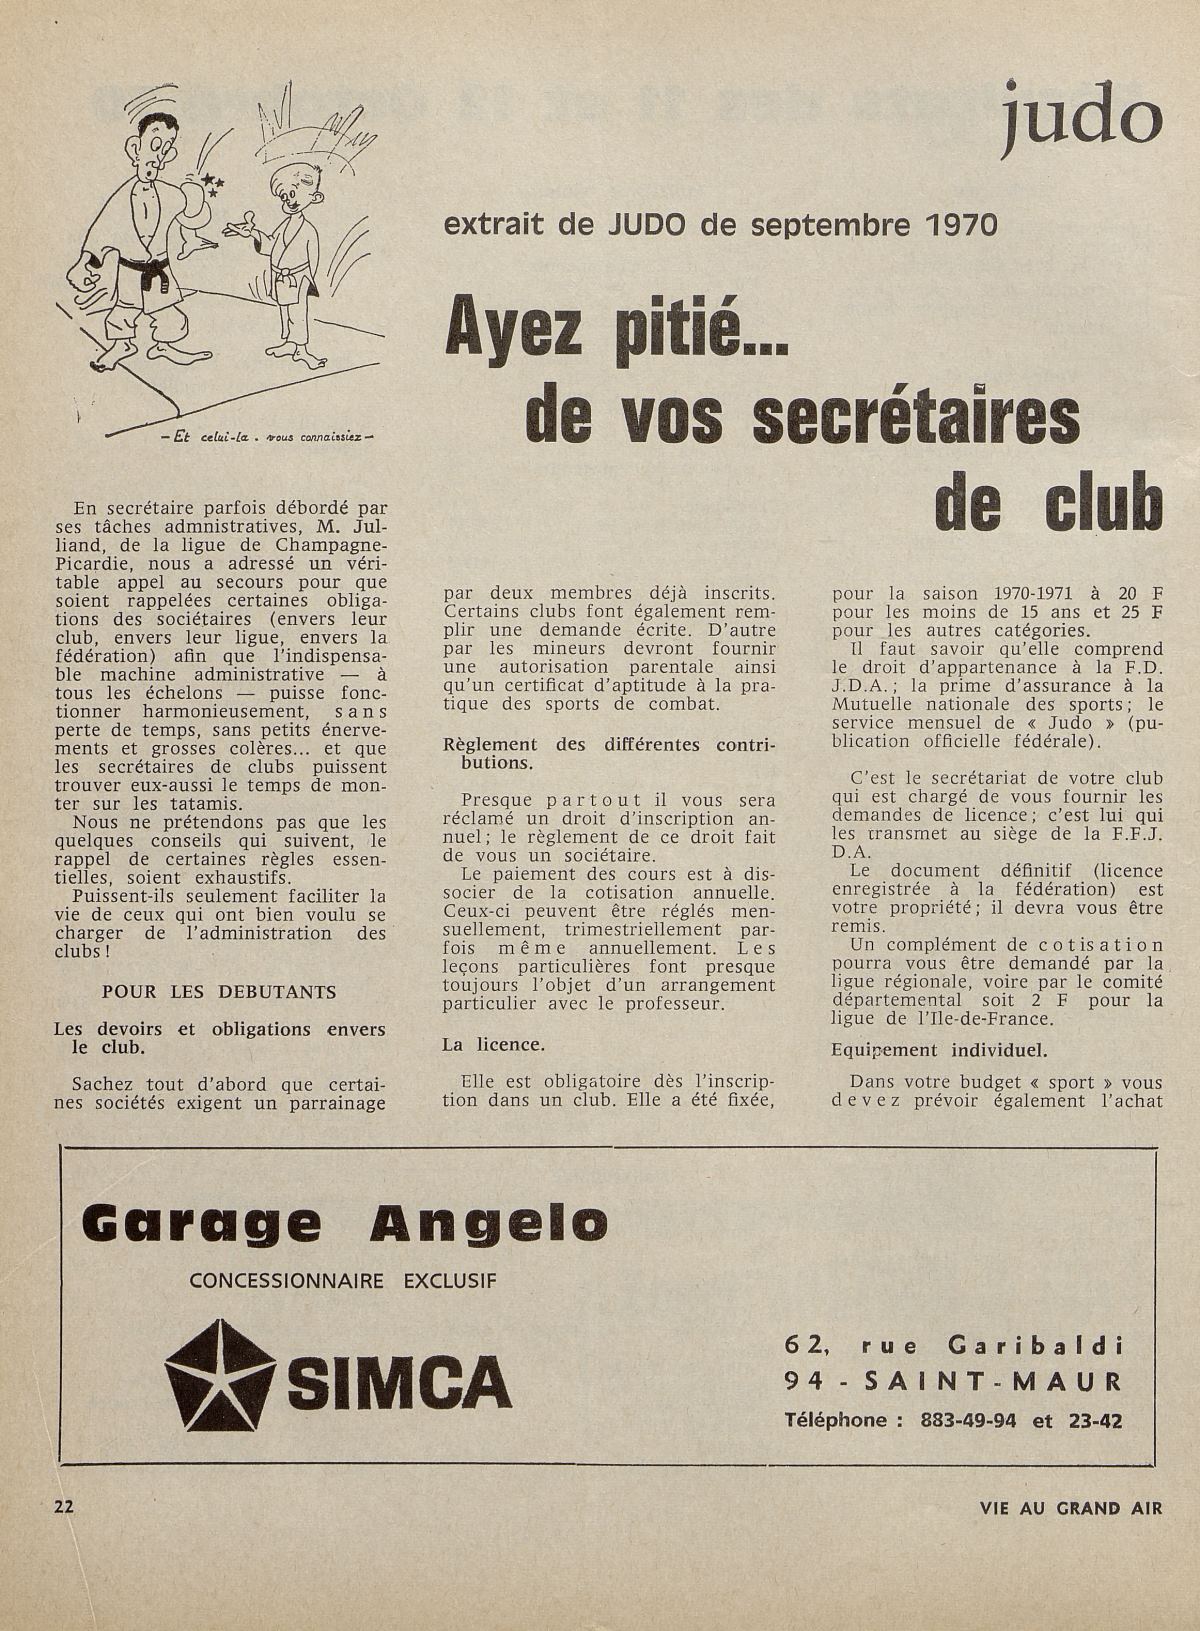 judo
extrait de JUDO de septembre 1970
Ayez pitié...
de vos secrétaires
de club
— Et celui-la . vous connaissiez —
En secrétaire parfois débordé par
ses tâches admnistratives, M. Jul-
liand, de la ligue de Champagne-
Picardie, nous a adressé un véri-
table appel au secours pour que
soient rappelées certaines obliga-
tions des sociétaires (envers leur
club, envers leur ligue, envers la
fédération) afin que l'indispensa-
ble machine administrative — à
tous les échelons — puisse fonc-
tionner harmonieusement, sans
perte de temps, sans petits énerve-
ments et grosses colères... et que
les secrétaires de clubs puissent
trouver eux-aussi le temps de mon-
ter sur les tatamis.
Nous ne prétendons pas que les
quelques conseils qui suivent, le
rappel de certaines règles essen-
tielles, soient exhaustifs.
Puissent-ils seulement faciliter la
vie de ceux qui ont bien voulu se
charger de l'administration des
clubs !
POUR LES DEBUTANTS
Les devoirs et obligations envers
le club.
Sachez tout d'abord que certai-
nes sociétés exigent un parrainage
par deux membres déjà inscrits.
Certains clubs font également rem-
plir une demande écrite. D'autre
par les mineurs devront fournir
une autorisation parentale ainsi
qu'un certificat d'aptitude à la pra-
tique des sports de combat.
Règlement des différentes contri-
butions.
Presque partout il vous sera
réclamé un droit d'inscription an-
nuel ; le règlement de ce droit fait
de vous un sociétaire.
Le paiement des cours est à dis-
socier de la cotisation annuelle.
Ceux-ci peuvent être réglés men-
suellement, trimestriellement par-
fois même annuellement. Les
leçons particulières font presque
toujours l'objet d'un arrangement
particulier avec le professeur.
La licence.
Elle est obligatoire dès l'inscrip-
tion dans un club. Elle a été fixée,
pour la saison 1970-1971 à 20 F
pour les moins de 15 ans et 25 F
pour les autres catégories.
Il faut savoir qu'elle comprend
le droit d'appartenance à la F.D.
J.D.A. ; la prime d'assurance à la
Mutuelle nationale des sports ; le
service mensuel de « Judo » (pu-
blication officielle fédérale).
C'est le secrétariat de votre club
qui est chargé de vous fournir les
demandes de licence ; c'est lui qui
les transmet au siège de la F.F.J.
D.A.
Le document définitif (licence
enregistrée à la fédération) est
votre propriété ; il devra vous être
remis.
Un complément de cotisation
pourra vous être demandé par la
ligue régionale, voire par le comité
départemental soit 2 F pour la
ligue de l'Ile-de-France.
Equipement individuel.
Dans votre budget « sport » vous
devez prévoir également l'achat
Garage Angelo
CONCESSIONNAIRE EXCLUSIF
SIMCA
62, rue Garibaldi
94 - SAINT-MAUR
Téléphone : 883-49-94 et 23-42
22
VIE AU GRAND AIR